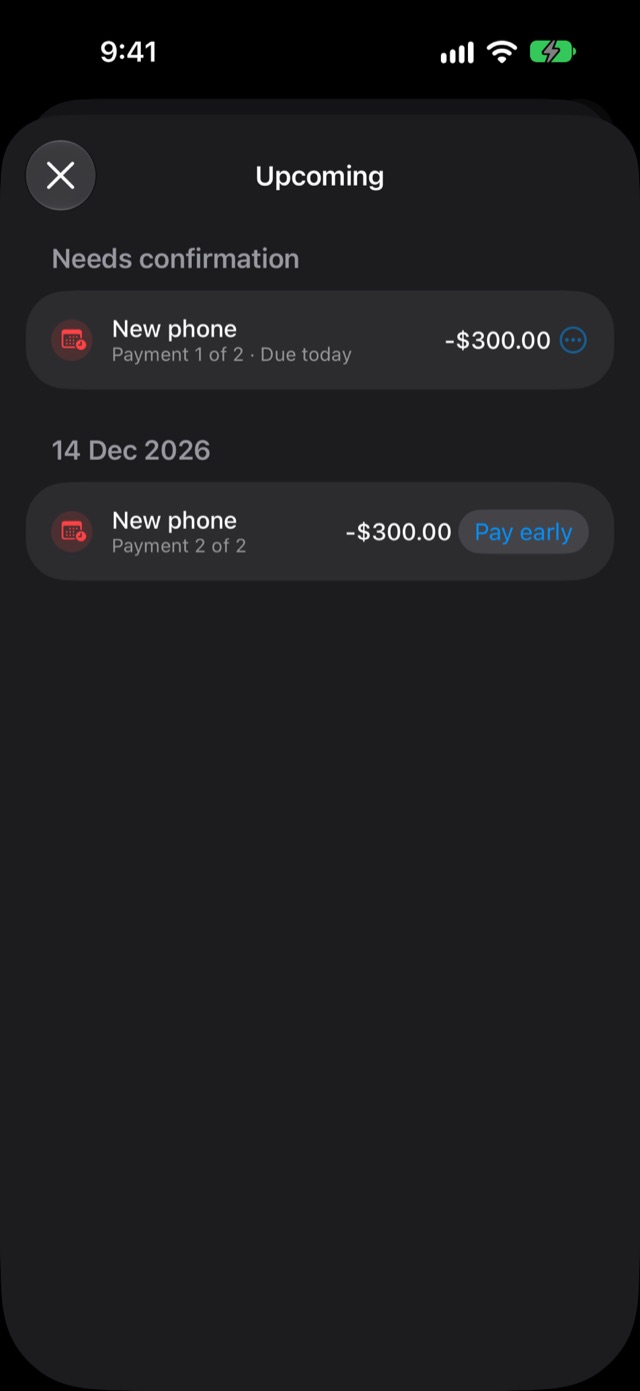 9:41
Upcoming
Needs confirmation
New phone
Payment 1 of 2 · Due today
-$300.00
14 Dec 2026
New phone
Payment 2 of 2
-$300.00
Pay early